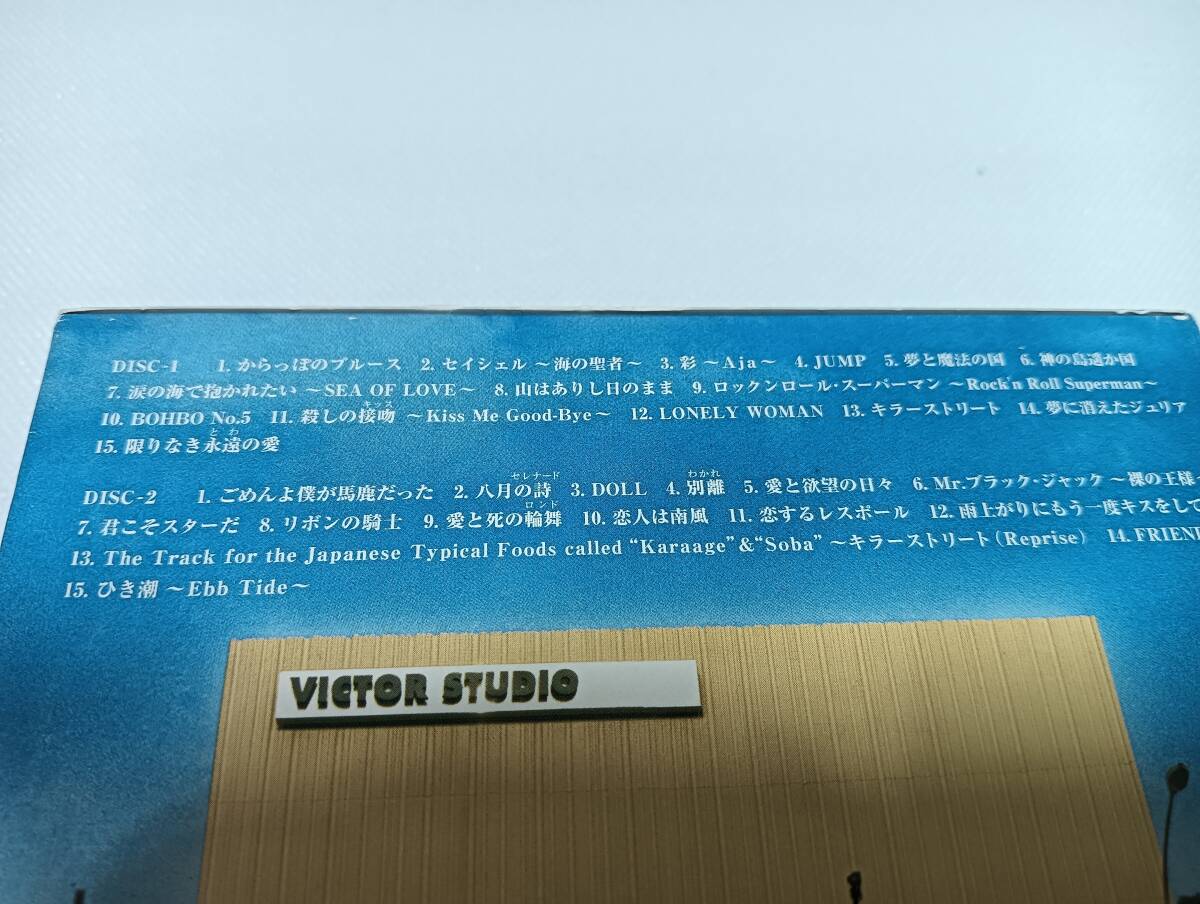 DISC-1 1. からっぽのブルース 2. セイシェル ～海の聖者～ 3. 彩 ～Aja～ 4. JUMP 5. 夢と魔法の国 6. 神の島遥か国
7. 涙の海で抱かれたい ～SEA OF LOVE～ 8. 山はありし日のまま 9. ロックンロール・スーパーマン ～Rock'n Roll Superman～
10. BOHBO No.5 11. 殺しの接吻 ～Kiss Me Good-Bye～ 12. LONELY WOMAN 13. キラーストリート 14. 夢に消えたジュリア
15. 限りなき永遠の愛
DISC-2 1. ごめんよ僕が馬鹿だった 2. 八月の詩 3. DOLL 4. 別離 5. 愛と欲望の日々 6. Mr.ブラック・ジャック ～裸の王様
7. 君こそスターだ 8. リボンの騎士 9. 愛と死の輪舞 10. 恋人は南風 11. 恋するレスポール 12. 雨上がりにもう一度キスをして
13. The Track for the Japanese Typical Foods called "Karaage"&"Soba" ～キラーストリート(Reprise) 14. FRIEN
15. ひき潮 ～Ebb Tide～
VICTOR STUDIO